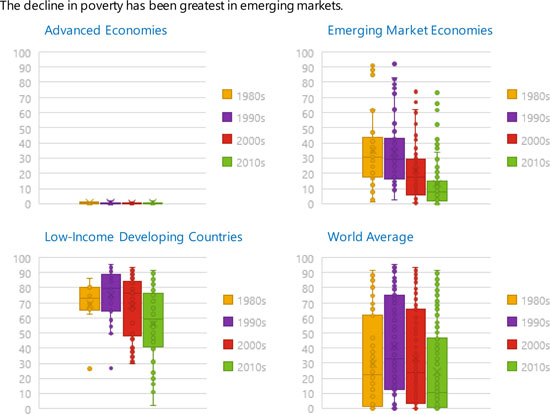 The decline in poverty has been greatest in emerging markets.
Advanced Economies
100
90
80
70
60
50
40
30
20
10
0
1980s
1990s
2000s
2010s
Emerging Market Economies
100
90
80
70
60
50
40
30
20
10
0
1980s
1990s
2000s
2010s
Low-Income Developing Countries
100
90
80
70
60
50
40
30
20
10
0
1980s
1990s
2000s
2010s
World Average
100
90
80
70
60
50
40
30
20
10
0
1980s
1990s
2000s
2010s